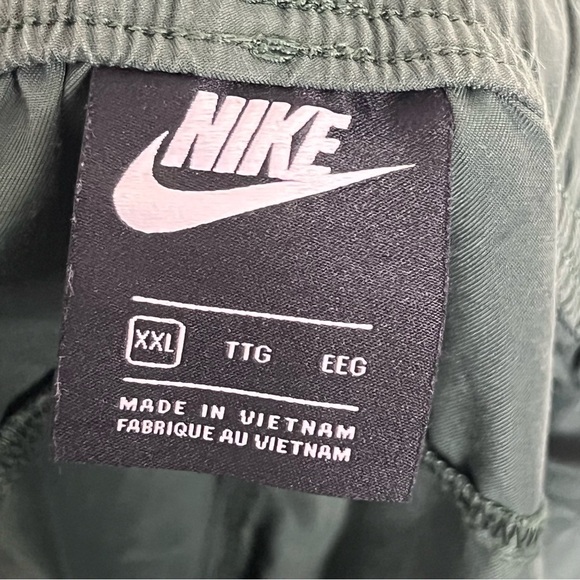 NIKE
XXL TTG EEG
MADE IN VIETNAM
FABRIQUE AU VIETNAM